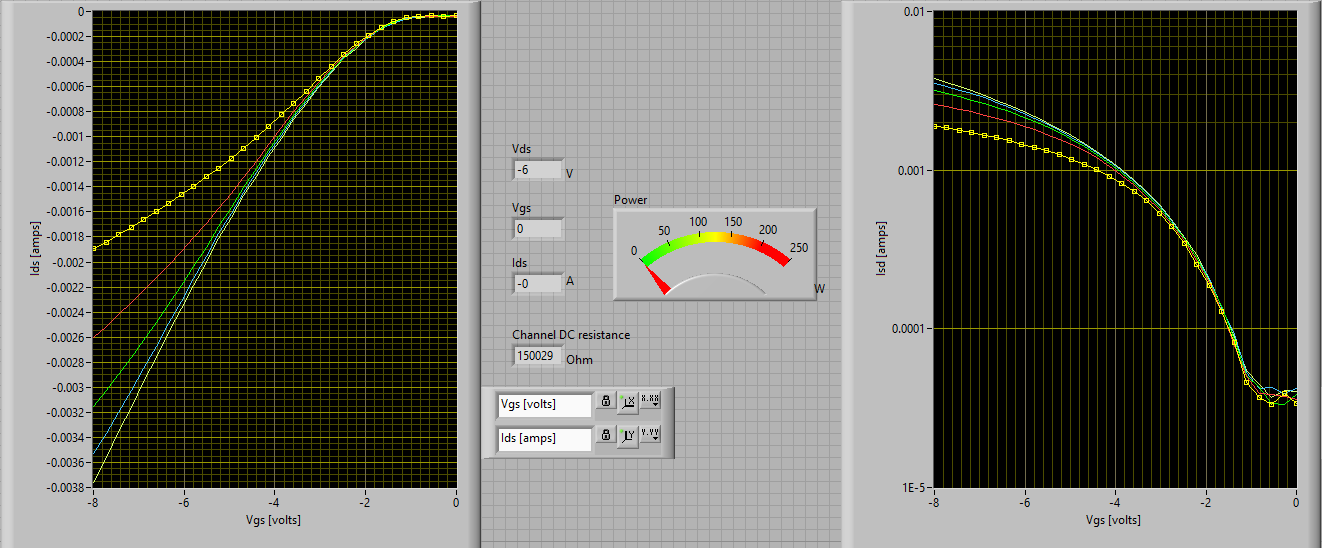 0
-0.0002
-0.0004
-0.0006
-0.0008
-0.001
-0.0012
-0.0014
-0.0016
-0.0018
-0.002
-0.0022
-0.0024
-0.0026
-0.0028
-0.003
-0.0032
-0.0034
-0.0036
-0.0038
Ids [amps]
-8 -6 -4 -2 0
Vgs [volts]
Vds
-6 V
Vgs
0
Ids
-0 A
Power
0 50 100 150 200 250
W
Channel DC resistance
150029 Ohm
Vgs [volts] X X.XX
Ids [amps] Y Y.YY
0.01
0.001
0.0001
1E-5
Isd [amps]
-8 -6 -4 -2 0
Vgs [volts]